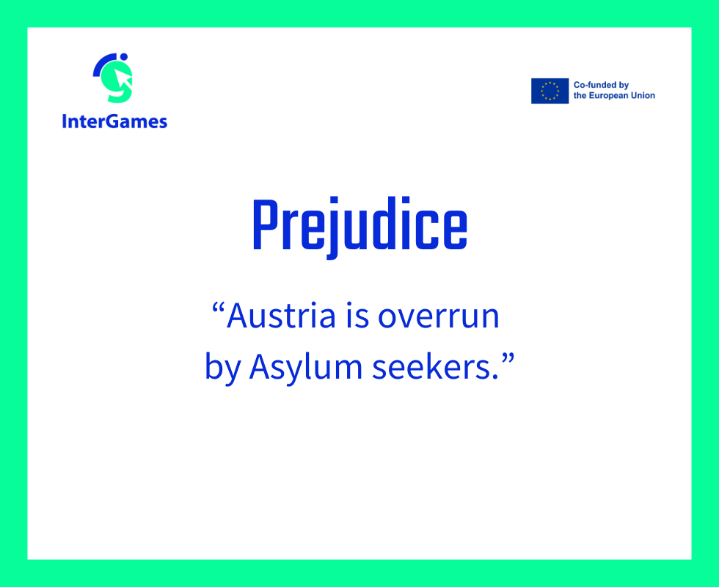 InterGames
Co-funded by
the European Union
Prejudice
“Austria is overrun
by Asylum seekers.”